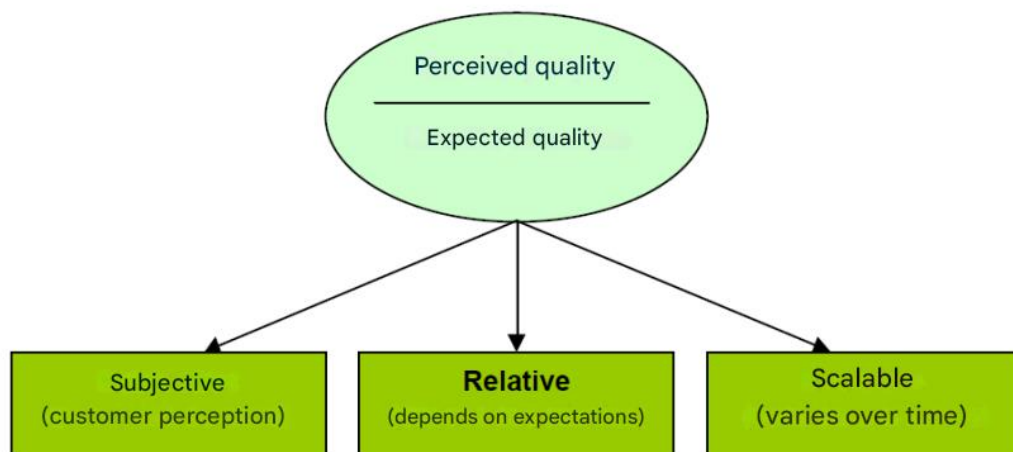 Perceived quality
Expected quality
Subjective
(customer perception)
Relative
(depends on expectations)
Scalable
(varies over time)